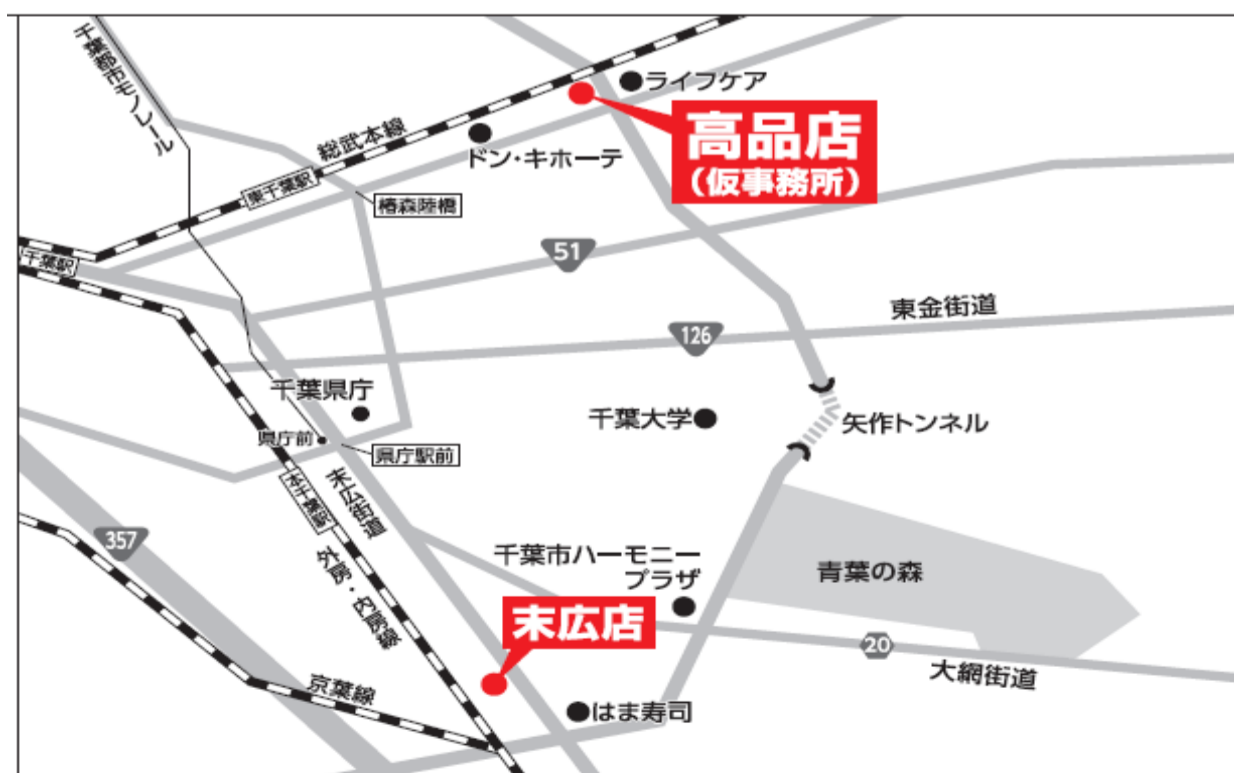 千葉都市モノレール
総武本線
ライフケア
高品店
（仮事務所）
ドン・キホーテ
東千葉駅
椿森陸橋
千葉駅
51
東金街道
126
千葉県庁
千葉大学
矢作トンネル
県庁前
県庁駅前
本千葉駅
末広街道
357
外房・内房線
千葉市ハーモニー
プラザ
青葉の森
末広店
20
大網街道
京葉線
はま寿司